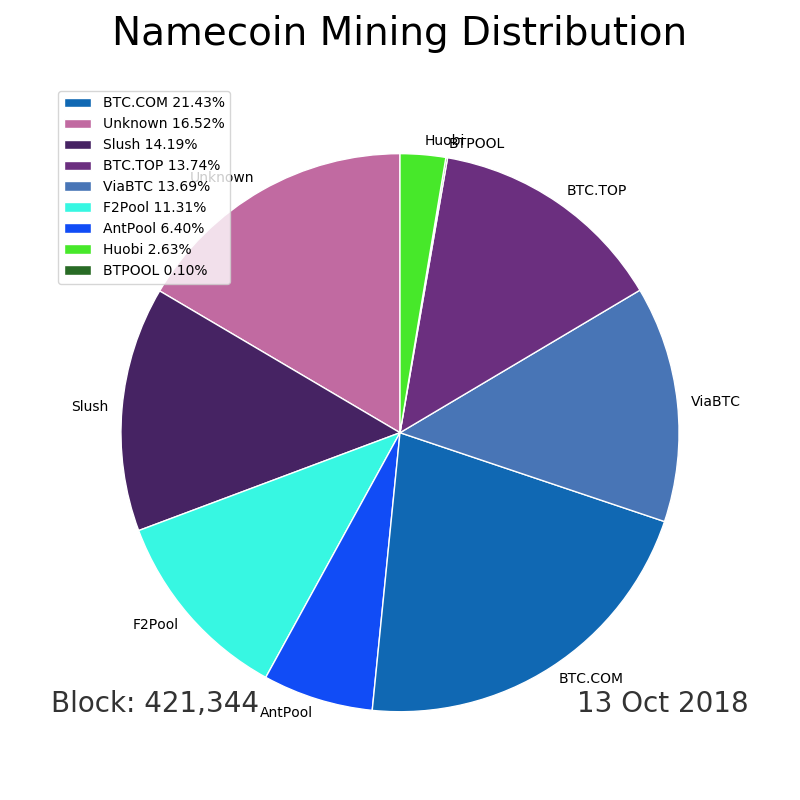 Namecoin Mining Distribution
BTC.COM 21.43%
Unknown 16.52%
Slush 14.19%
BTC.TOP 13.74%
ViaBTC 13.69%
F2Pool 11.31%
AntPool 6.40%
Huobi 2.63%
BTPOOL 0.10%
Huobi
BTPOOL
Unknown
BTC.TOP
Slush
ViaBTC
F2Pool
BTC.COM
AntPool
Block: 421,344
13 Oct 2018